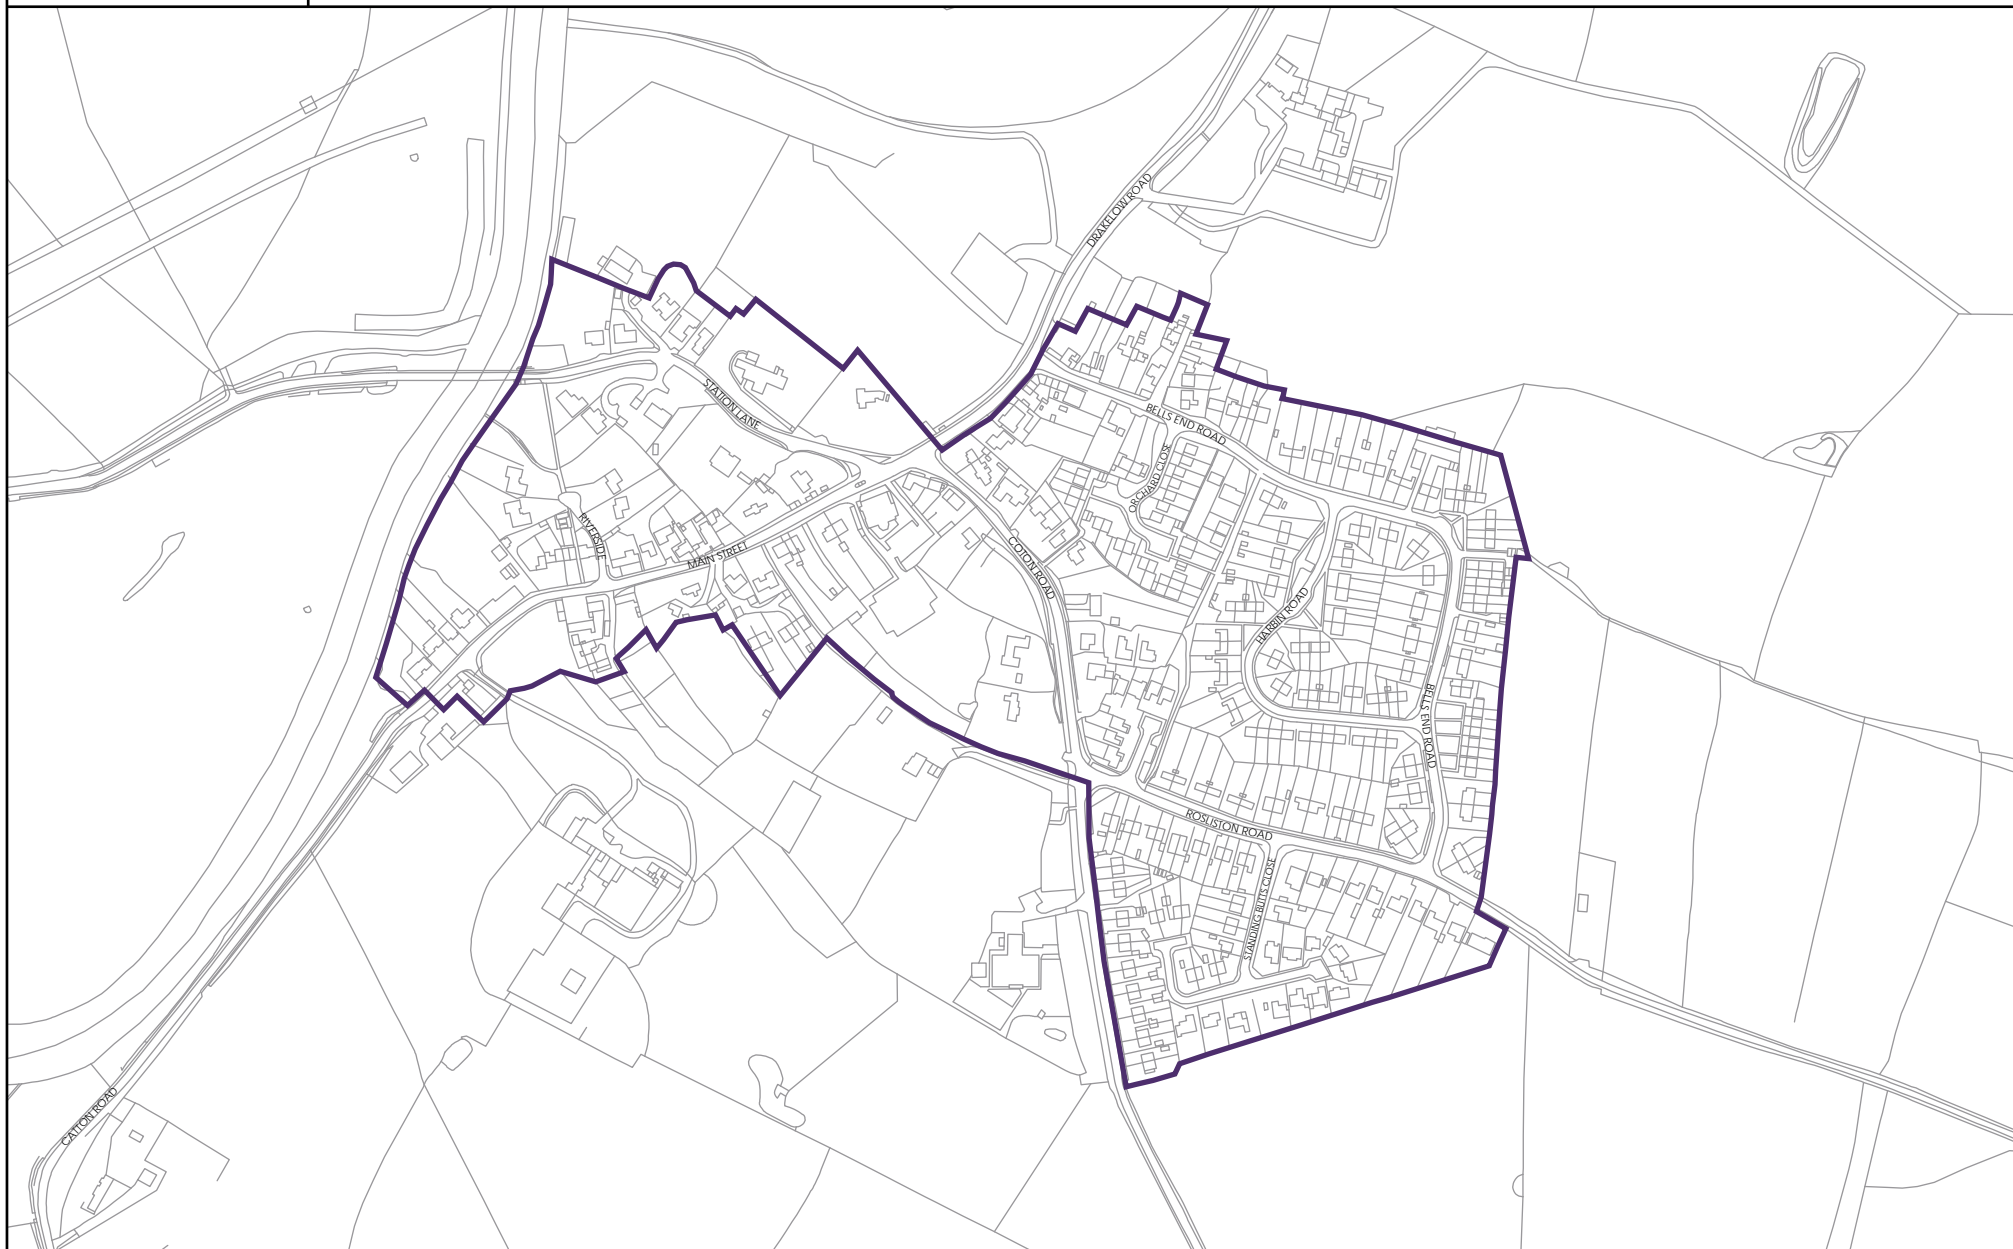 DRAKELOW ROAD
STATION LANE
BELLS END ROAD
ORCHARD CLOSE
RIVERSIDE
MAIN STREET
COTON ROAD
HARBIN ROAD
BELLS END ROAD
ROSLISTON ROAD
STANDING BUTTS CLOSE
CATTON ROAD